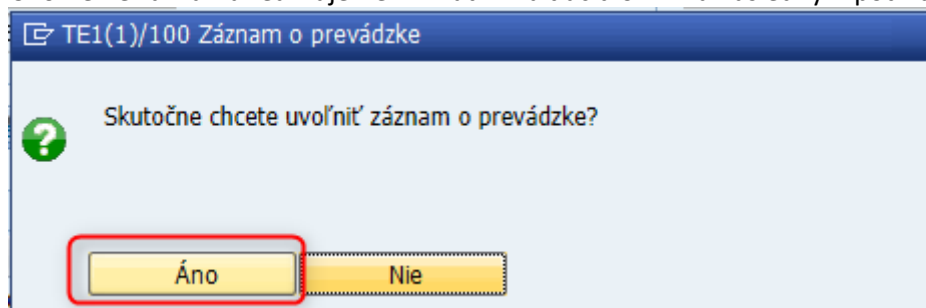 TE1(1)/100 Záznam o prevádzke
Skutočne chcete uvoľniť záznam o prevádzke?
Áno
Nie